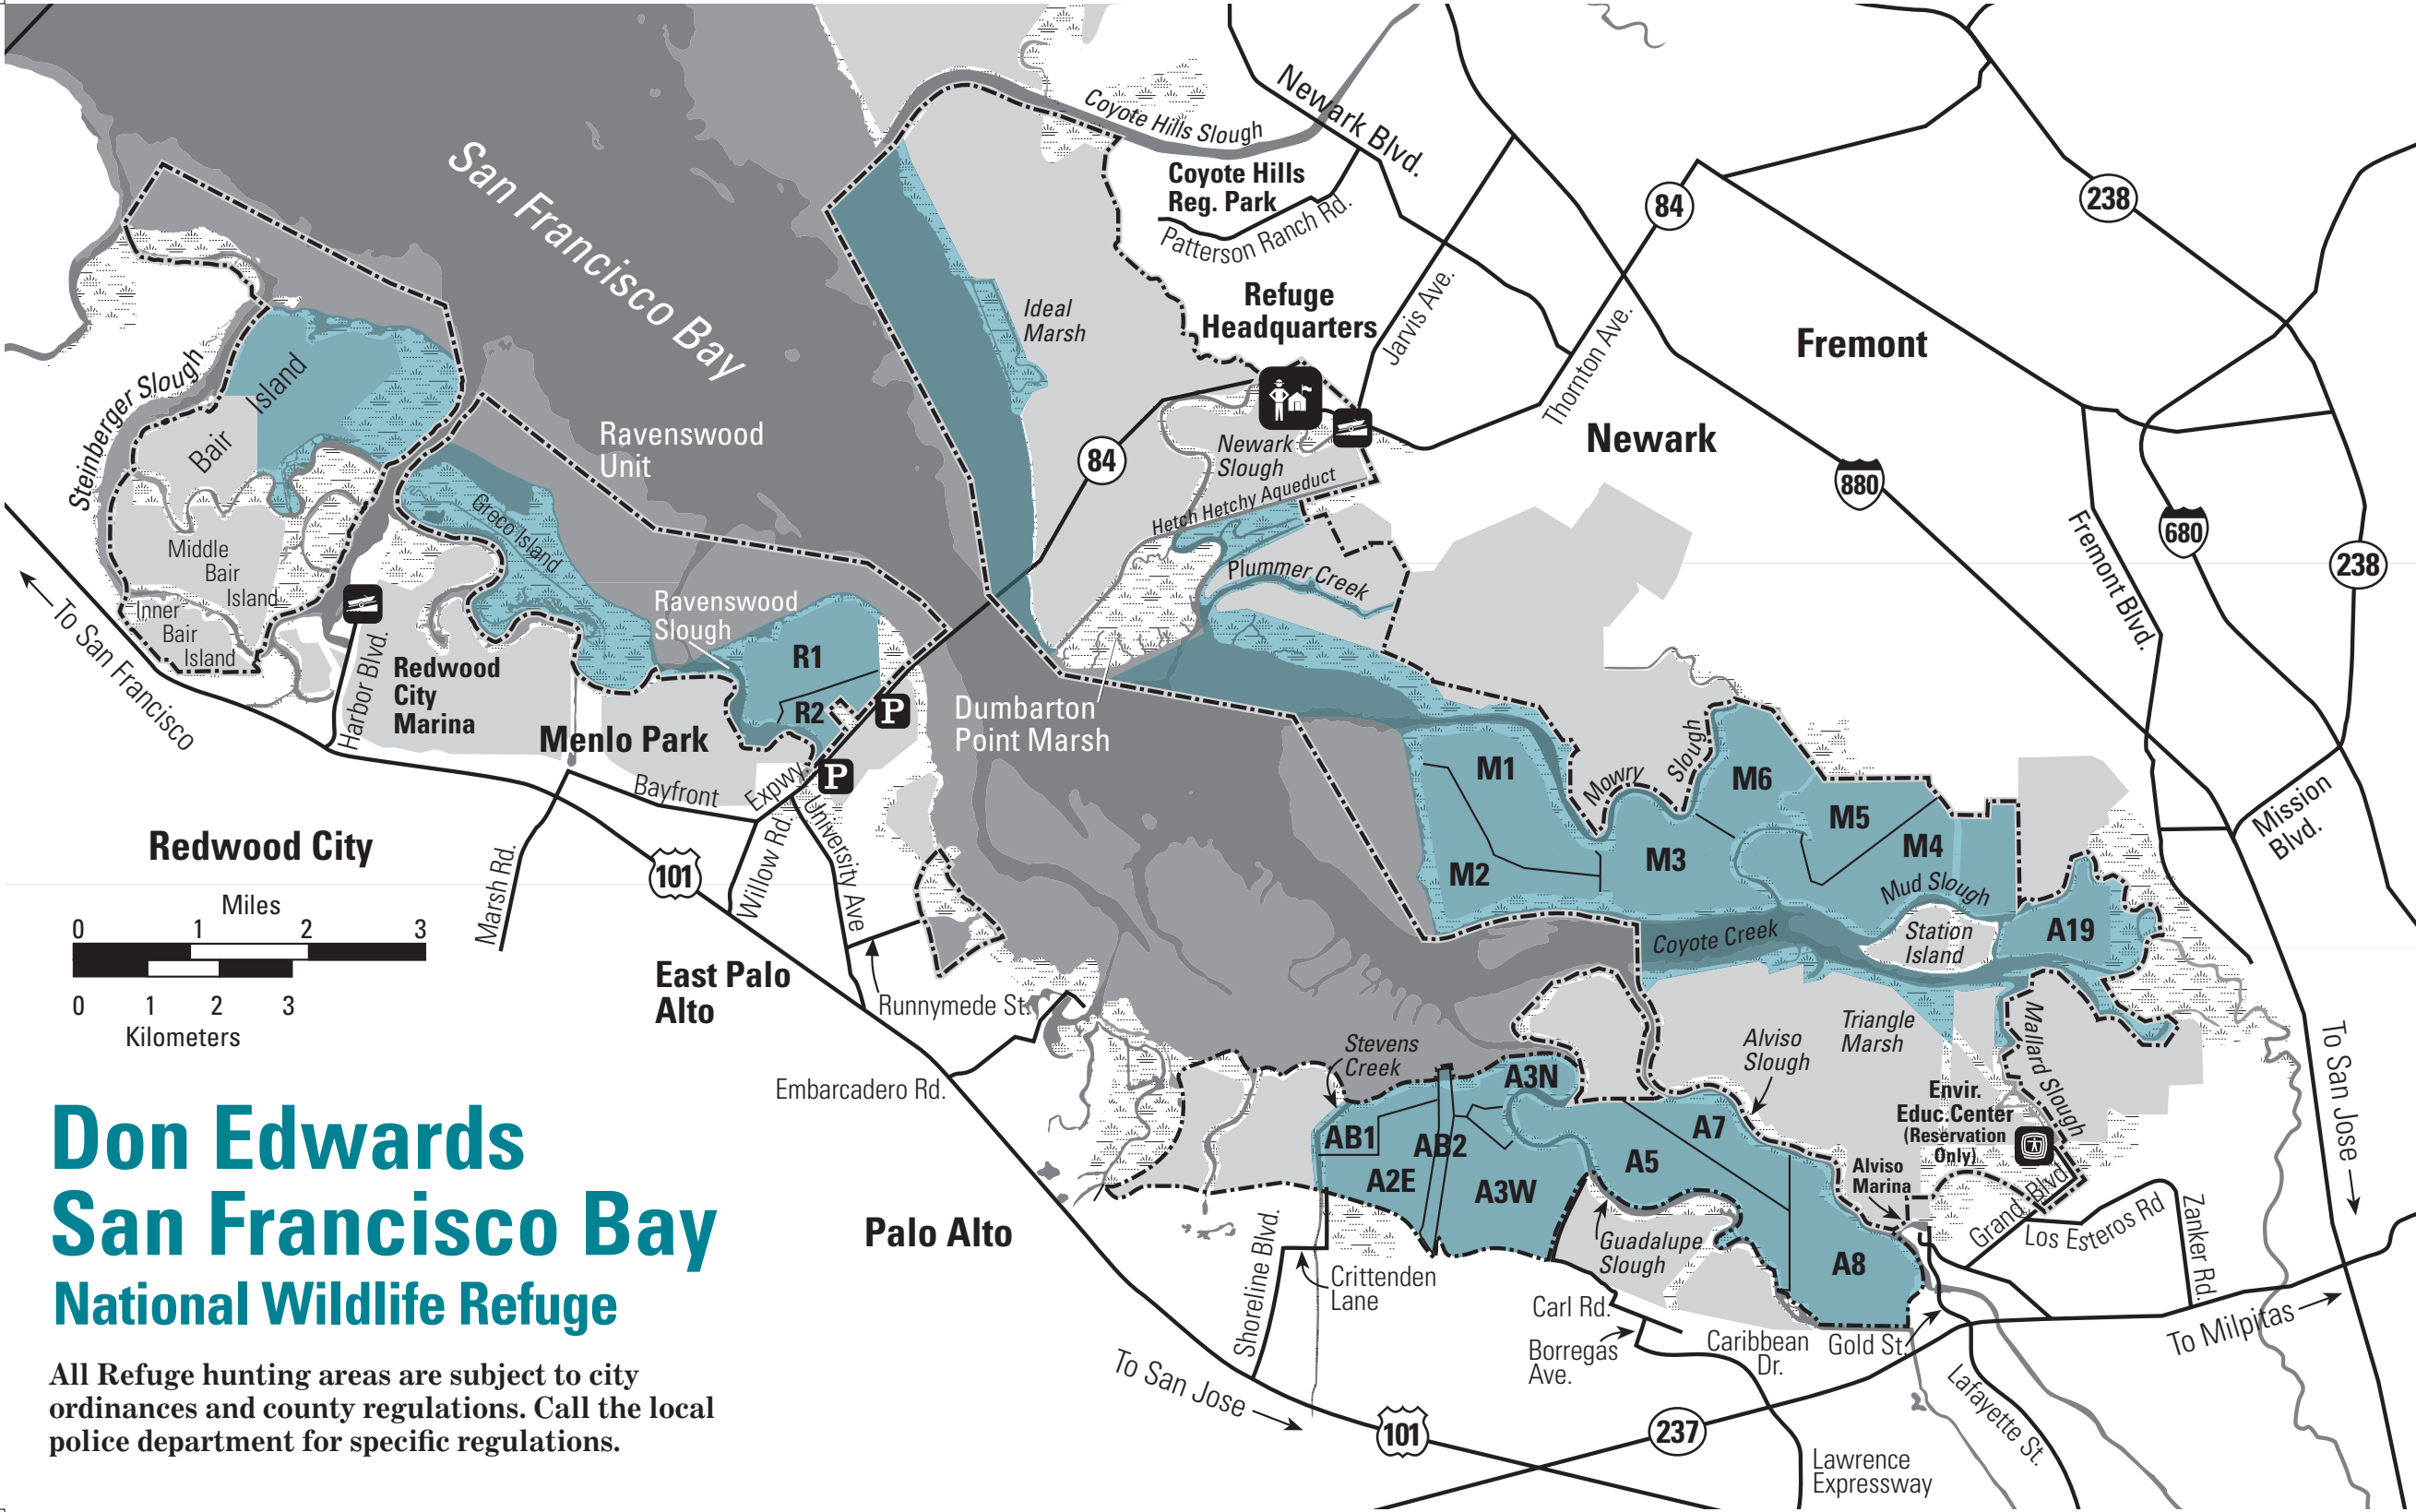 San Francisco Bay
Coyote Hills Slough
Newark Blvd.
Coyote Hills
Reg. Park
Patterson Ranch Rd.
84
238
Refuge
Headquarters
Jarvis Ave.
Thornton Ave.
Fremont
Ideal
Marsh
Steinberger Slough
Island
Bair
Ravenswood
Unit
84
Newark
Slough
Newark
Hetch Hetchy Aqueduct
880
680
238
Fremont Blvd.
Greco Island
Middle
Bair
Island
Inner
Bair
Island
Plummer Creek
Ravenswood
Slough
To San Francisco
Harbor Blvd.
Redwood
City
Marina
R1
R2
P
P
Dumbarton
Point Marsh
Menlo Park
Bayfront
Expwy.
M1
Mowry
Slough
M6
M5
M4
M3
M2
Mission
Blvd.
Redwood City
Marsh Rd.
101
Willow Rd.
University Ave
Mud Slough
Station
Island
A19
Coyote Creek
Miles
0 1 2 3
0 1 2 3
Kilometers
East Palo
Alto
Runnymede St.
Embarcadero Rd.
Stevens
Creek
Alviso
Slough
Triangle
Marsh
Mallard Slough
To San Jose
A3N
Envir.
Educ.Center
(Reservation
Only)
AB1
AB2
A2E
A3W
A5
A7
Alviso
Marina
Grand Blvd.
Los Esteros Rd
Zanker Rd.
Don Edwards
San Francisco Bay
National Wildlife Refuge
Palo Alto
Shoreline Blvd.
Crittenden
Lane
Guadalupe
Slough
A8
Carl Rd.
Borregas
Ave.
Caribbean
Dr.
Gold St.
To Milpitas
All Refuge hunting areas are subject to city
ordinances and county regulations. Call the local
police department for specific regulations.
To San Jose
101
237
Lafayette St.
Lawrence
Expressway